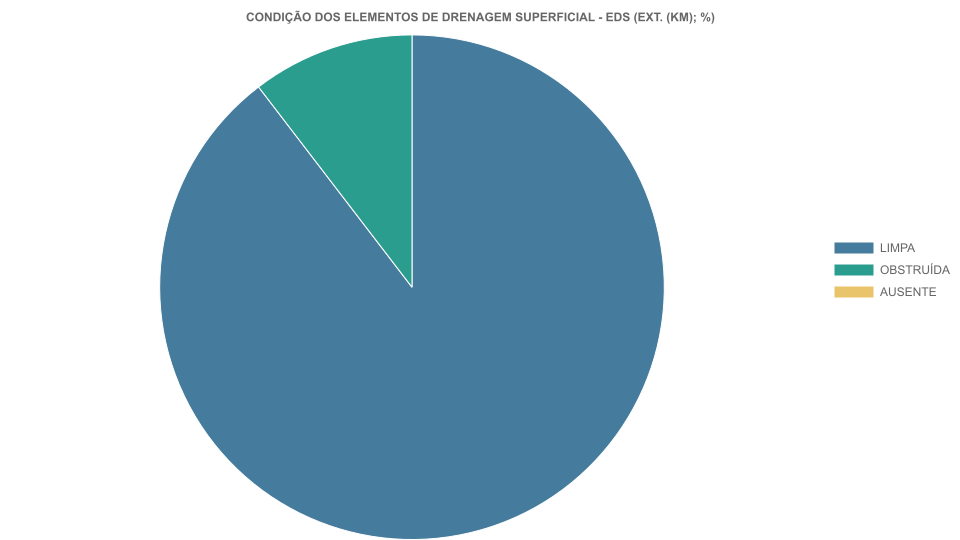 CONDIÇÃO DOS ELEMENTOS DE DRENAGEM SUPERFICIAL - EDS (EXT. (KM); %)
LIMPA
OBSTRUÍDA
AUSENTE